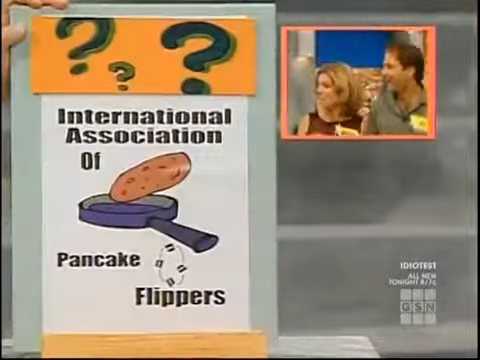 ? ? ?
International
Association
Of
Pancake
Flippers
IDIOTEST
ALL NEW
TONIGHT 8/7c
GSN